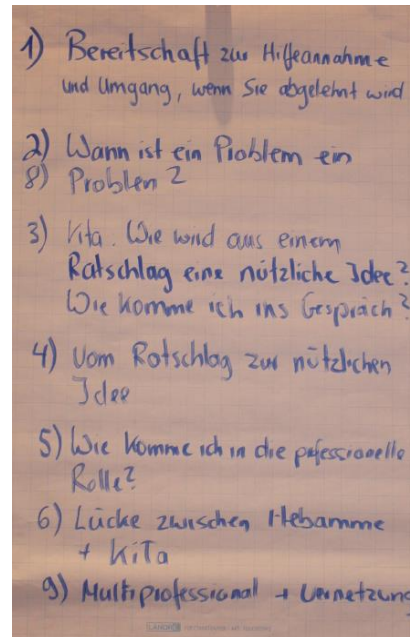 1) Bereitschaft zur Hilfeannahme
und Umgang, wenn Sie abgelehnt wird
2) Wann ist ein Problem ein
8) Problem?
3) Kita. Wie wird aus einem
Ratschlag eine nützliche Idee?
Wie komme ich ins Gespräch?
4) Vom Ratschlag zur nützlichen
Idee
5) Wie komme ich in die pofessionelle
Rolle?
6) Lücke zwischen Hebamme
+ KiTa
9) Multiprofessional + Vernetzung